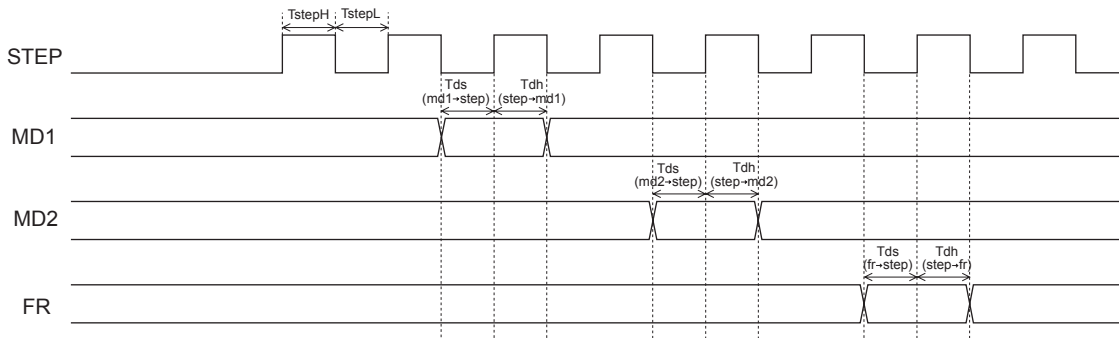 TstepH TstepL
STEP
Tds Tdh
(md1→step) (step→md1)
MD1
Tds Tdh
(md2→step) (step→md2)
MD2
Tds Tdh
(fr→step) (step→fr)
FR